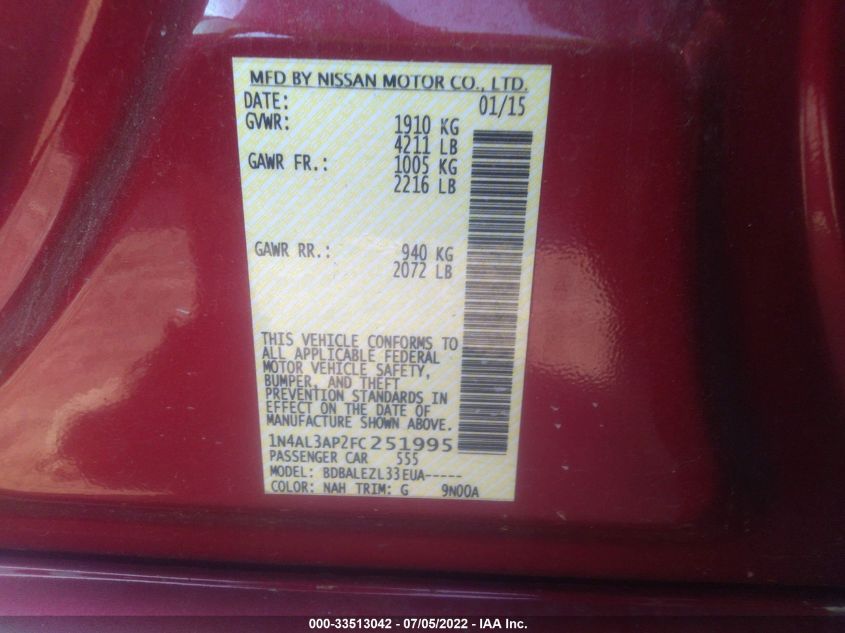 MFD BY NISSAN MOTOR CO., LTD.
DATE: 01/15
GVWR: 1910 KG
4211 LB
GAWR FR.: 1005 KG
2216 LB
GAWR RR.: 940 KG
2072 LB
THIS VEHICLE CONFORMS TO
ALL APPLICABLE FEDERAL
MOTOR VEHICLE SAFETY,
BUMPER, AND THEFT
PREVENTION STANDARDS IN
EFFECT ON THE DATE OF
MANUFACTURE SHOWN ABOVE.
1N4AL3AP2FC251995
PASSENGER CAR 555
MODEL: BDBALEZL33EUA-----
COLOR: NAH TRIM: G 9N00A
000-33513042 - 07/05/2022 - IAA Inc.